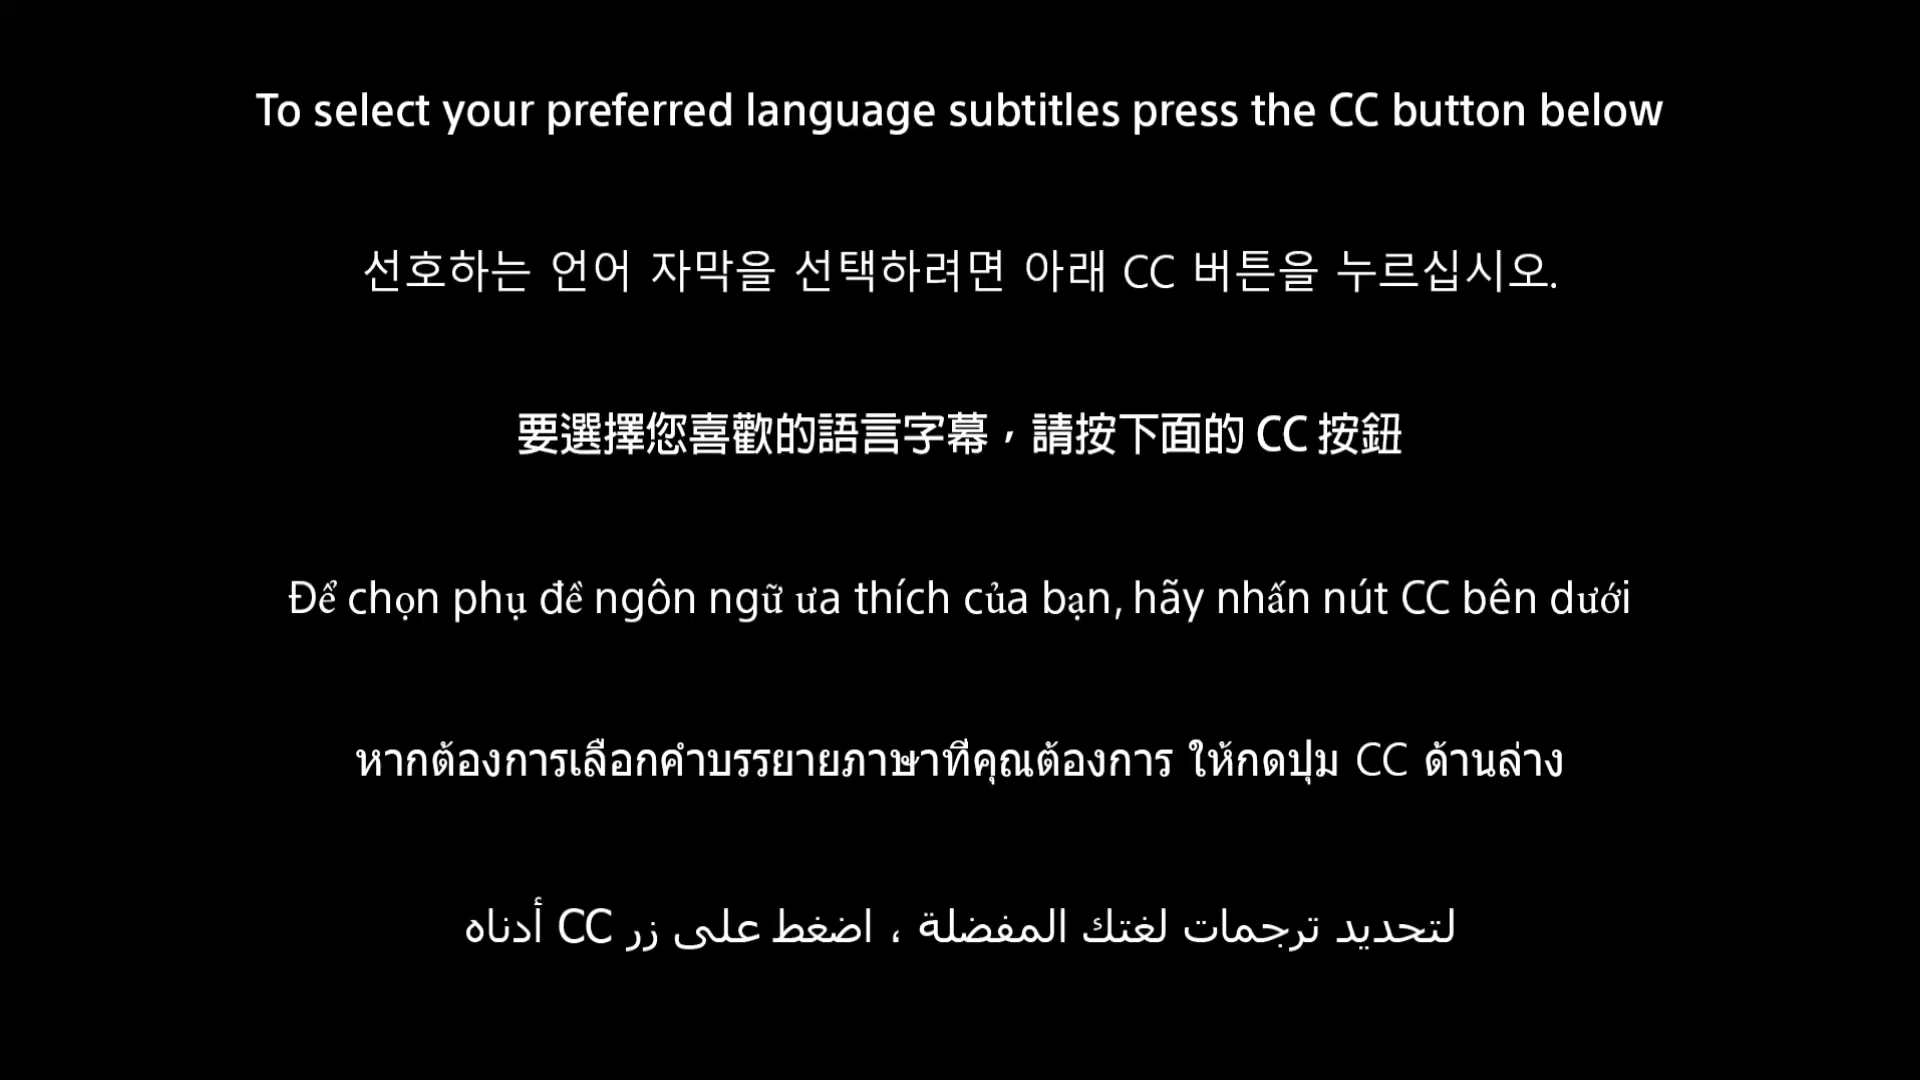 To select your preferred language subtitles press the CC button below
선호하는 언어 자막을 선택하려면 아래 CC 버튼을 누르십시오.
要選擇您喜歡的語言字幕，請按下面的 CC 按鈕
Để chọn phụ đề ngôn ngữ ưa thích của bạn, hãy nhấn nút CC bên dưới
หากต้องการเลือกคำบรรยายภาษาที่คุณต้องการ ให้กดปุ่ม CC ด้านล่าง
لتحديد ترجمات لغتك المفضلة ، اضغط على زر CC أدناه